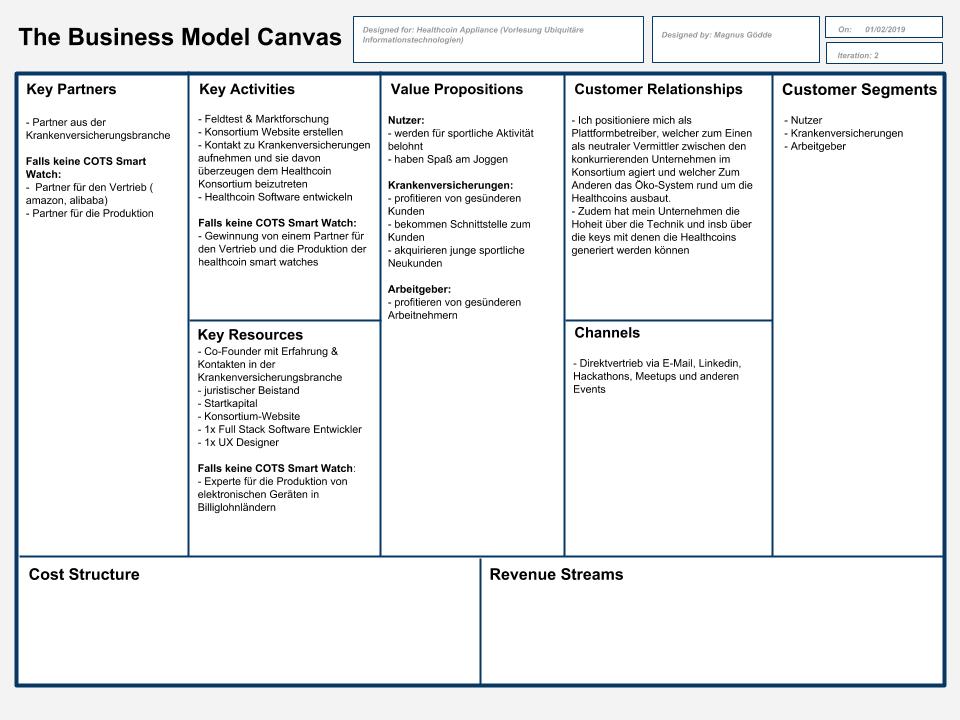 The Business Model Canvas
Designed for: Healthcoin Appliance (Vorlesung Ubiquitäre
Informationstechnologien)
Designed by: Magnus Gödde
On: 01/02/2019
Iteration: 2
Key Partners
- Partner aus der
Krankenversicherungsbranche
Falls keine COTS Smart
Watch:
- Partner für den Vertrieb (
amazon, alibaba)
- Partner für die Produktion
Key Activities
- Feldtest & Marktforschung
- Konsortium Website erstellen
- Kontakt zu Krankenversicherungen
aufnehmen und sie davon
überzeugen dem Healthcoin
Konsortium beizutreten
- Healthcoin Software entwickeln
Falls keine COTS Smart Watch:
- Gewinnung von einem Partner für
den Vertrieb und die Produktion der
healthcoin smart watches
Key Resources
- Co-Founder mit Erfahrung &
Kontakten in der
Krankenversicherungsbranche
- juristischer Beistand
- Startkapital
- Konsortium-Website
- 1x Full Stack Software Entwickler
- 1x UX Designer
Falls keine COTS Smart Watch:
- Experte für die Produktion von
elektronischen Geräten in
Billiglohnländern
Value Propositions
Nutzer:
- werden für sportliche Aktivität
belohnt
- haben Spaß am Joggen
Krankenversicherungen:
- profitieren von gesünderen
Kunden
- bekommen Schnittstelle zum
Kunden
- akquirieren junge sportliche
Neukunden
Arbeitgeber:
- profitieren von gesünderen
Arbeitnehmern
Customer Relationships
- Ich positioniere mich als
Plattformbetreiber, welcher zum Einen
als neutraler Vermittler zwischen den
konkurrierenden Unternehmen im
Konsortium agiert und welcher Zum
Anderen das Öko-System rund um die
Healthcoins ausbaut.
- Zudem hat mein Unternehmen die
Hoheit über die Technik und insb über
die keys mit denen die Healthcoins
generiert werden können
Channels
- Direktvertrieb via E-Mail, Linkedin,
Hackathons, Meetups und anderen
Events
Customer Segments
- Nutzer
- Krankenversicherungen
- Arbeitgeber
Cost Structure
Revenue Streams